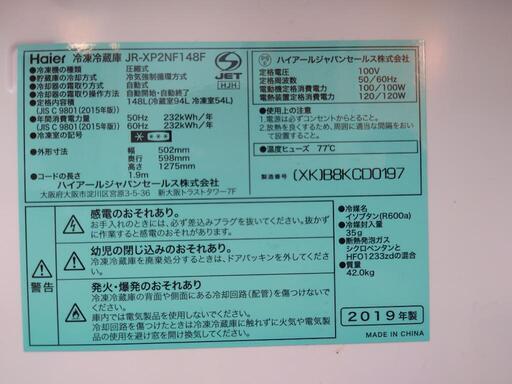 Haier 冷凍冷蔵庫 JR-XP2NF148F
●冷凍機の種類 圧縮式
●貯蔵庫の冷却方式 冷気強制循環方式
●冷却器の霜取り方式 自動式
●冷却器の霜取り操作方法 自動終了
●定格内容積 148L(冷蔵室94L 冷凍室54L)
(JIS C 9801(2015年版))
●年間消費電力量 50Hz 232kWh/年
(JIS C 9801(2015年版)) 60Hz 232kWh/年
●冷凍室の記号
●外形寸法 幅 502mm
奥行 598mm
高さ 1275mm
●コードの長さ 1.9m
ハイアールジャパンセールス株式会社
大阪府大阪市淀川区宮原3-5-36 新大阪トラストタワー7F
S
JET
HJH
ハイアールジャパンセールス株式会社
定格電圧 100V
定格周波数 50/60Hz
電動機定格消費電力 100/100W
電熱装置定格消費電力 120/120W
●使用上の注意
1.電源は必ずコンセントからとること。
2.放熱を良くするため、周囲に適当な間隔をおいて設置すること。
●温度ヒューズ 77℃
製造番号 (XK)B8KCD0197
警告
感電のおそれあり。
お手入れのときには、必ず差込みプラグを抜いてください。抜かずに作業すると感電することがあります。
幼児の閉じ込めのおそれあり。
冷凍冷蔵庫を廃棄処分するときには、ドアパッキンを外してください。
発火・爆発のおそれあり。
冷凍冷蔵庫の背面や側面にある冷却回路(配管)を傷つけないでください。
庫内では電気製品を使用しないでください。
冷却回路を傷つけたときは冷凍冷蔵庫に触れずに火気や電気製品の使用を避け窓を開け換気してください。
●冷媒
イソブタン(R600a)
●冷媒封入量
35g
●断熱発泡ガス
シクロペンタンと
HFO1233zdの混合
●質量
42.0kg
2019年製
MADE IN CHINA